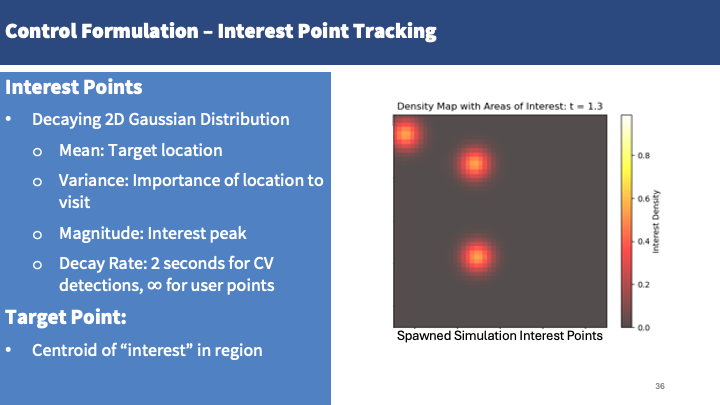 Control Formulation – Interest Point Tracking
Interest Points
• Decaying 2D Gaussian Distribution
o Mean: Target location
o Variance: Importance of location to
visit
o Magnitude: Interest peak
o Decay Rate: 2 seconds for CV
detections, ∞ for user points
Target Point:
• Centroid of “interest” in region
Density Map with Areas of Interest: t = 1.3
0.8
0.6
0.4
0.2
0.0
Interest Density
Spawned Simulation Interest Points
36